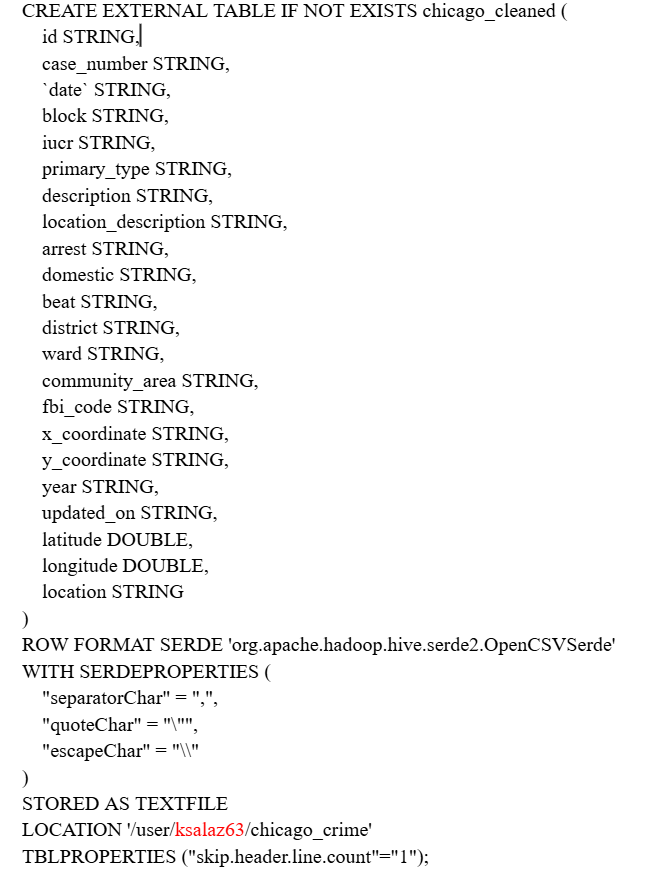 CREATE EXTERNAL TABLE IF NOT EXISTS chicago_cleaned (
id STRING,
case_number STRING,
`date` STRING,
block STRING,
iucr STRING,
primary_type STRING,
description STRING,
location_description STRING,
arrest STRING,
domestic STRING,
beat STRING,
district STRING,
ward STRING,
community_area STRING,
fbi_code STRING,
x_coordinate STRING,
y_coordinate STRING,
year STRING,
updated_on STRING,
latitude DOUBLE,
longitude DOUBLE,
location STRING
)
ROW FORMAT SERDE 'org.apache.hadoop.hive.serde2.OpenCSVSerde'
WITH SERDEPROPERTIES (
"separatorChar" = ",",
"quoteChar" = "\"",
"escapeChar" = "\\"
)
STORED AS TEXTFILE
LOCATION '/user/ksalaz63/chicago_crime'
TBLPROPERTIES ("skip.header.line.count"="1");